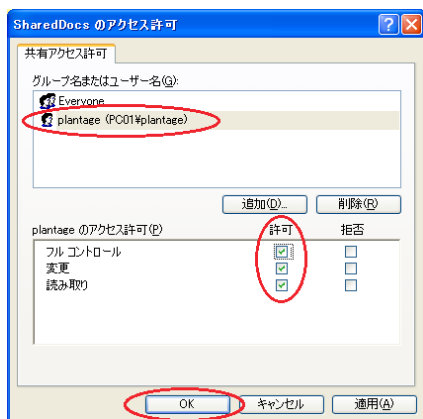 SharedDocs のアクセス許可
共有アクセス許可
グループ名またはユーザー名(G):
Everyone
plantage (PC01¥plantage)
追加(D)... 削除(R)
plantage のアクセス許可(P) 許可 拒否
フル コントロール
変更
読み取り
OK キャンセル 適用(A)